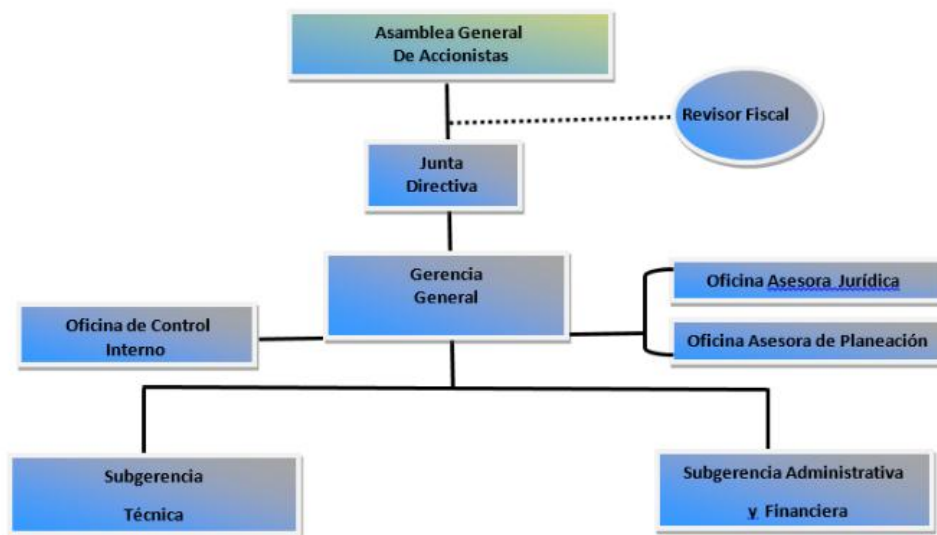 Asamblea General
De Accionistas
Revisor Fiscal
Junta
Directiva
Gerencia
General
Oficina Asesora Jurídica
Oficina de Control
Interno
Oficina Asesora de Planeación
Subgerencia
Técnica
Subgerencia Administrativa
y Financiera